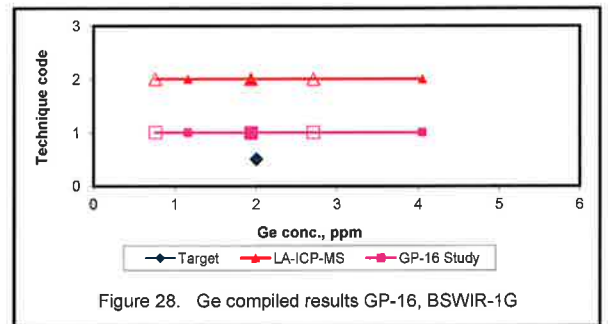 3
2
1
0
Technique code
0 1 2 3 4 5 6
Ge conc., ppm
Target LA-ICP-MS GP-16 Study
Figure 28. Ge compiled results GP-16, BSWIR-1G